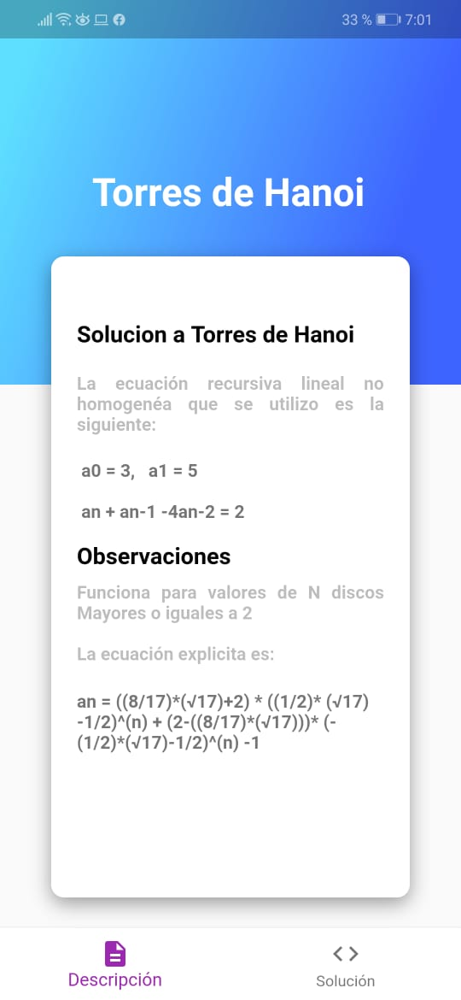 33 % 7:01
Torres de Hanoi
Solucion a Torres de Hanoi
La ecuación recursiva lineal no
homogenéa que se utilizo es la
siguiente:
a0 = 3, a1 = 5
an + an-1 -4an-2 = 2
Observaciones
Funciona para valores de N discos
Mayores o iguales a 2
La ecuación explicita es:
an = ((8/17)*(√17)+2) * ((1/2)* (√17)
-1/2)^(n) + (2-((8/17)*(√17)))* (-
(1/2)*(√17)-1/2)^(n) -1
Descripción
Solución